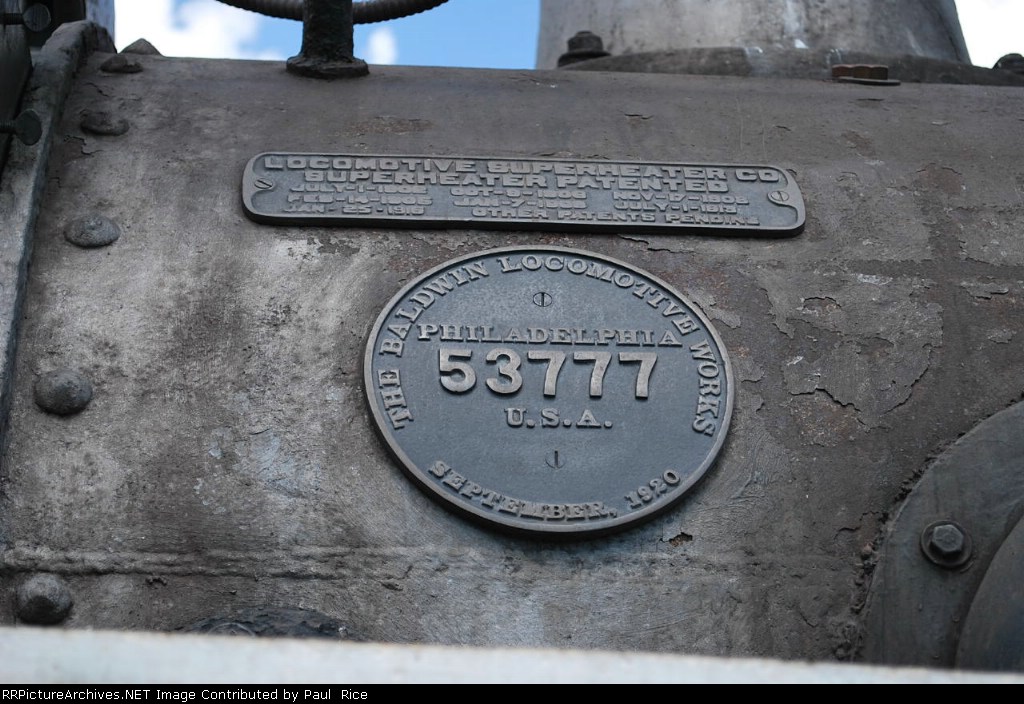 LOCOMOTIVE SUPERHEATER CO
SUPERHEATER PATENTED
OTHER PATENTS PENDING
THE BALDWIN LOCOMOTIVE WORKS
PHILADELPHIA
53777
U.S.A.
SEPTEMBER, 1920
RRPictureArchives.NET Image Contributed by Paul Rice